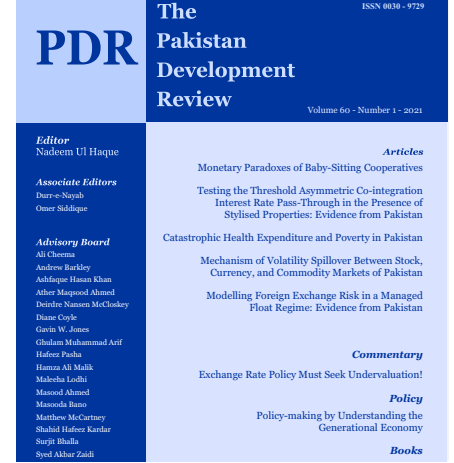 PDR
The
Pakistan
Development
Review
ISSN 0030 - 9729
Volume 60 - Number 1 - 2021
Editor
Nadeem Ul Haque
Associate Editors
Durr-e-Nayab
Omer Siddique
Advisory Board
Ali Cheema
Andrew Barkley
Ashfaque Hasan Khan
Ather Maqsood Ahmed
Deirdre Nansen McCloskey
Diane Coyle
Gavin W. Jones
Ghulam Muhammad Arif
Hafeez Pasha
Hamza Ali Malik
Maleeha Lodhi
Masood Ahmed
Masooda Bano
Matthew McCartney
Shahid Hafeez Kardar
Surjit Bhalla
Syed Akbar Zaidi
Articles
Monetary Paradoxes of Baby-Sitting Cooperatives
Testing the Threshold Asymmetric Co-integration
Interest Rate Pass-Through in the Presence of
Stylised Properties: Evidence from Pakistan
Catastrophic Health Expenditure and Poverty in Pakistan
Mechanism of Volatility Spillover Between Stock,
Currency, and Commodity Markets of Pakistan
Modelling Foreign Exchange Risk in a Managed
Float Regime: Evidence from Pakistan
Commentary
Exchange Rate Policy Must Seek Undervaluation!
Policy
Policy-making by Understanding the
Generational Economy
Books